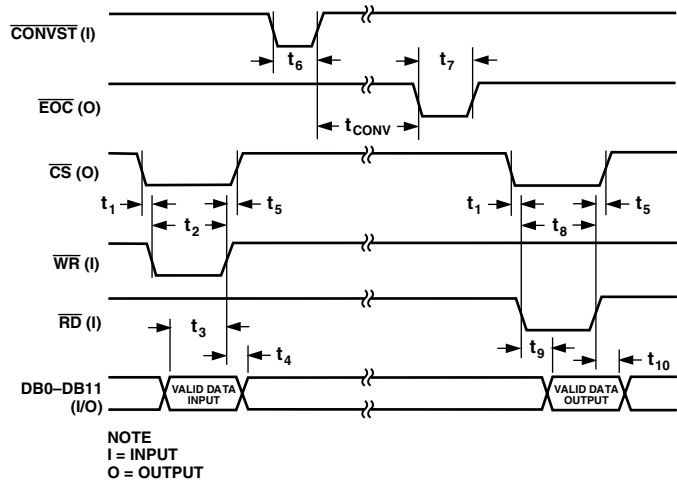 CONVST (I)
t6
t7
EOC (O)
tCONV
CS (O)
t1
t5
t1
t5
t2
t8
WR (I)
RD (I)
t3
t4
t9
t10
DB0–DB11
(I/O)
VALID DATA
INPUT
VALID DATA
OUTPUT
NOTE
I = INPUT
O = OUTPUT